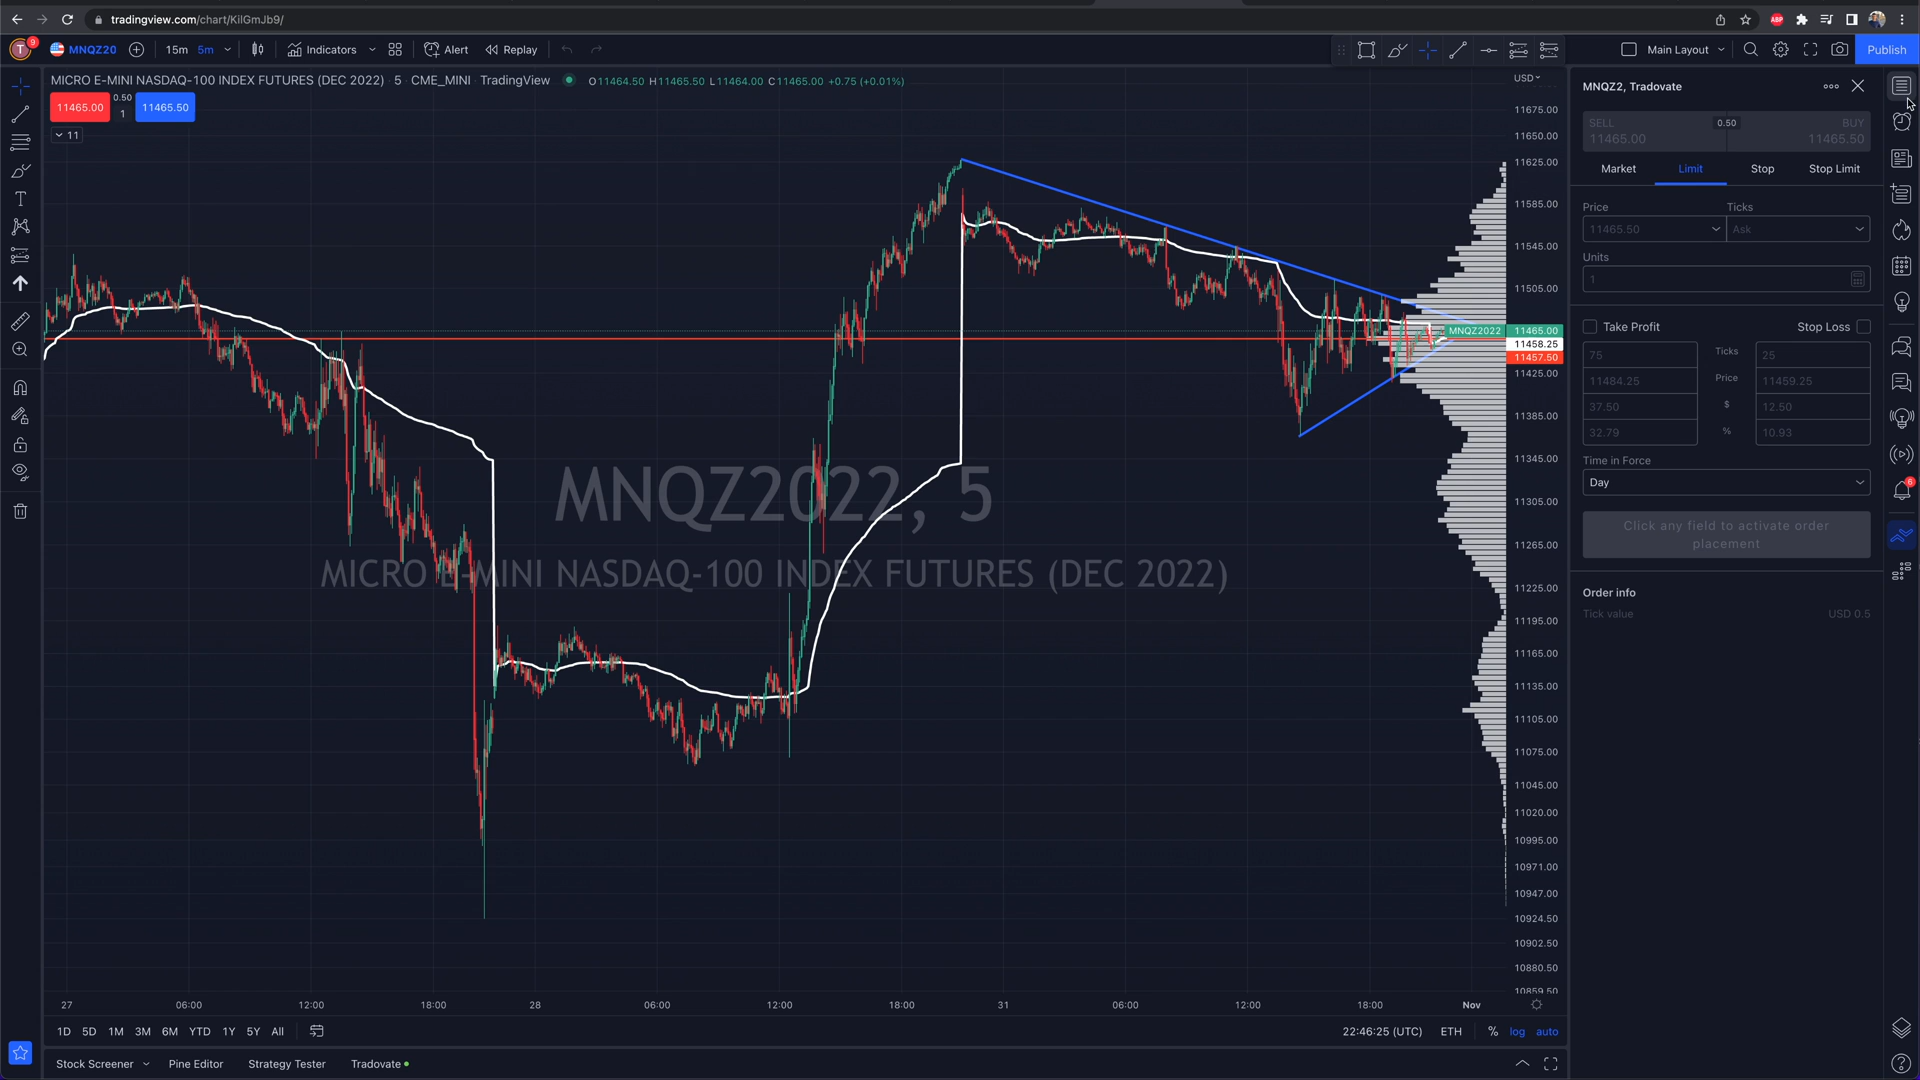 tradingview.com/chart/KilGmJb9/
ABP
T 9 MNQZ20 15m 5m Indicators Alert Replay Main Layout Publish
MICRO E-MINI NASDAQ-100 INDEX FUTURES (DEC 2022) · 5 · CME_MINI · TradingView O11464.50 H11465.50 L11464.00 C11465.00 +0.75 (+0.01%)
11465.00 0.50 1 11465.50
11
MNQZ2022, 5
MICRO E-MINI NASDAQ-100 INDEX FUTURES (DEC 2022)
USD
11675.00
11650.00
11625.00
11585.00
11545.00
11505.00
MNQZ2022 11465.00
11458.25
11457.50
11425.00
11385.00
11345.00
11305.00
11265.00
11225.00
11195.00
11165.00
11135.00
11105.00
11075.00
11045.00
11020.00
10995.00
10971.00
10947.00
10924.50
10902.50
10880.50
10859.50
27 06:00 12:00 18:00 28 06:00 12:00 18:00 31 06:00 12:00 18:00 Nov
1D 5D 1M 3M 6M YTD 1Y 5Y All 22:46:25 (UTC) ETH % log auto
Stock Screener Pine Editor Strategy Tester Tradovate
MNQZ2, Tradovate
SELL 0.50 BUY
11465.00 11465.50
Market Limit Stop Stop Limit
Price Ticks
11465.50 Ask
Units
1
Take Profit Stop Loss
75 Ticks 25
11484.25 Price 11459.25
37.50 $ 12.50
32.79 % 10.93
Time in Force
Day
Click any field to activate order
placement
Order info
Tick value USD 0.5
6